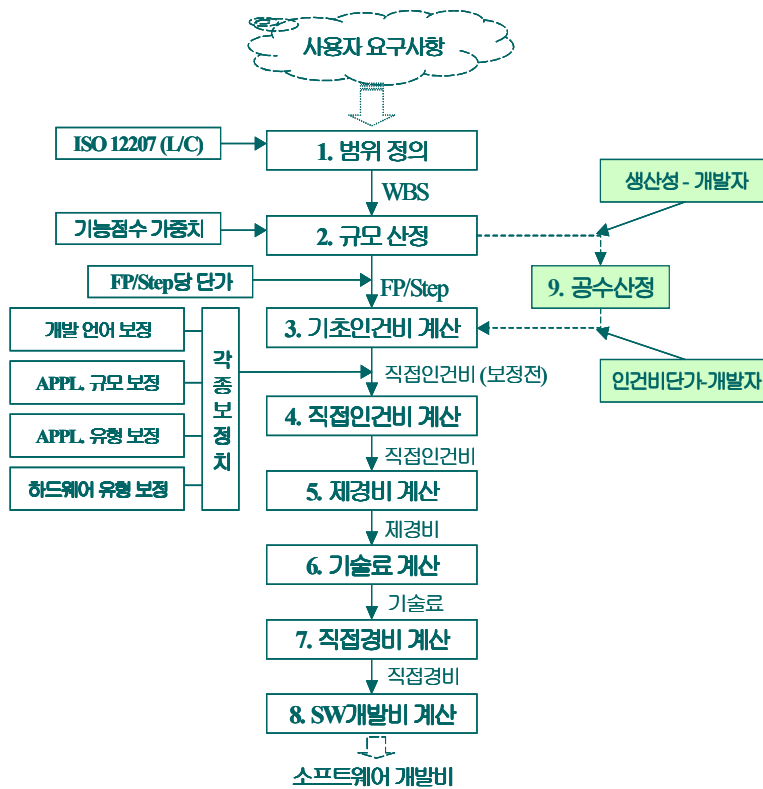 사용자 요구사항
ISO 12207 (L/C)
1. 범위 정의
WBS
생산성 - 개발자
기능점수 가중치
2. 규모 산정
FP/Step당 단가
FP/Step
9. 공수산정
개발 언어 보정
3. 기초인건비 계산
각종보정치
직접인건비 (보정전)
인건비단가-개발자
APPL. 규모 보정
4. 직접인건비 계산
APPL. 유형 보정
직접인건비
하드웨어 유형 보정
5. 제경비 계산
제경비
6. 기술료 계산
기술료
7. 직접경비 계산
직접경비
8. SW개발비 계산
소프트웨어 개발비